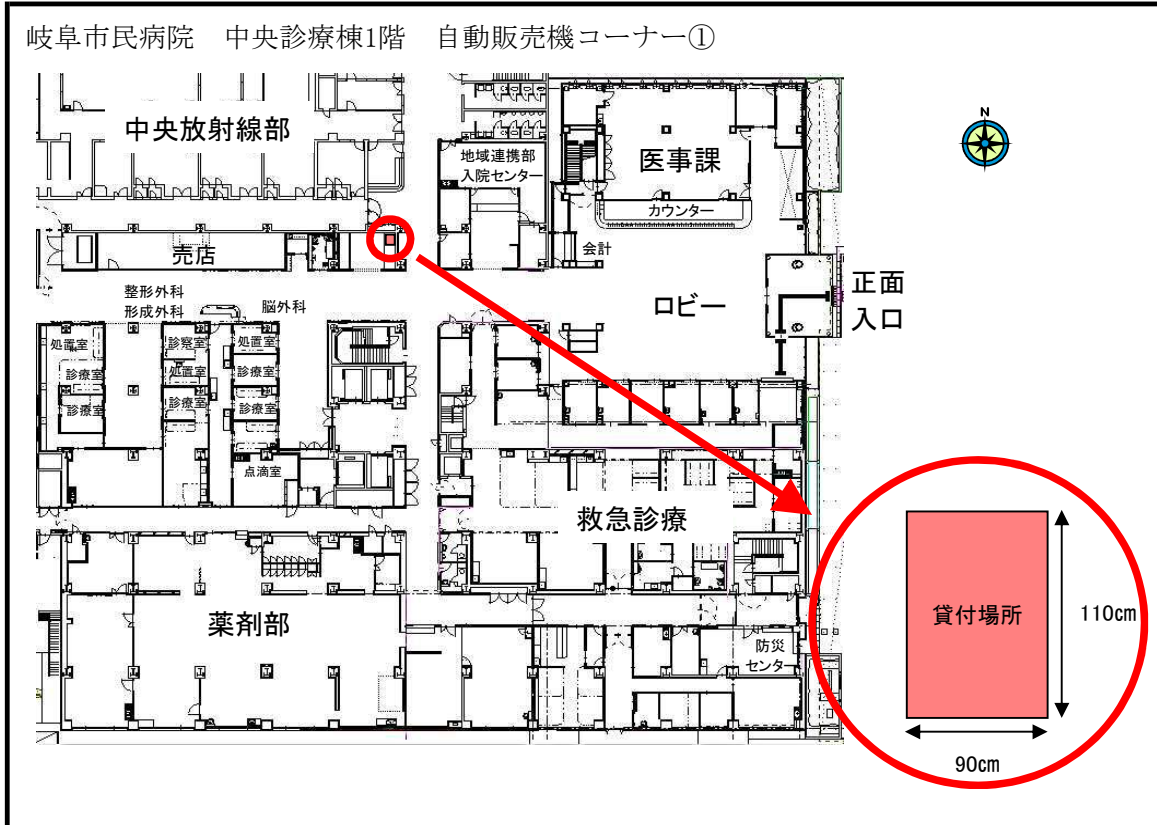 岐阜市民病院　中央診療棟1階　自動販売機コーナー①
中央放射線部
地域連携部
入院センター
医事課
カウンター
N
売店
会計
整形外科
形成外科
脳外科
ロビー
正面
入口
処置室
診察室
処置室
診療室
処置室
診療室
診療室
診療室
診療室
点滴室
救急診療
薬剤部
防災
センター
貸付場所
110cm
90cm